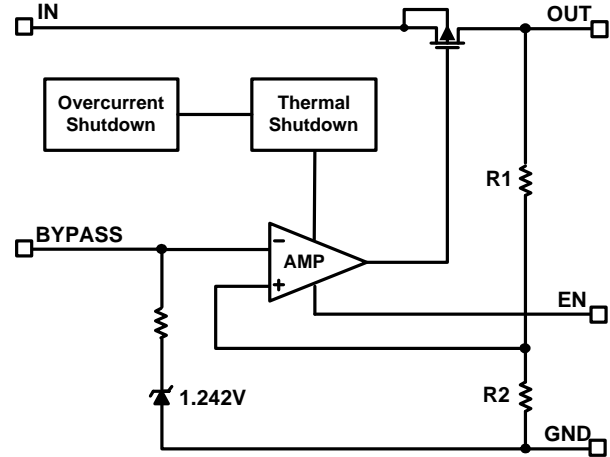 IN
OUT
Overcurrent
Shutdown
Thermal
Shutdown
R1
BYPASS
−
AMP
+
EN
1.242V
R2
GND